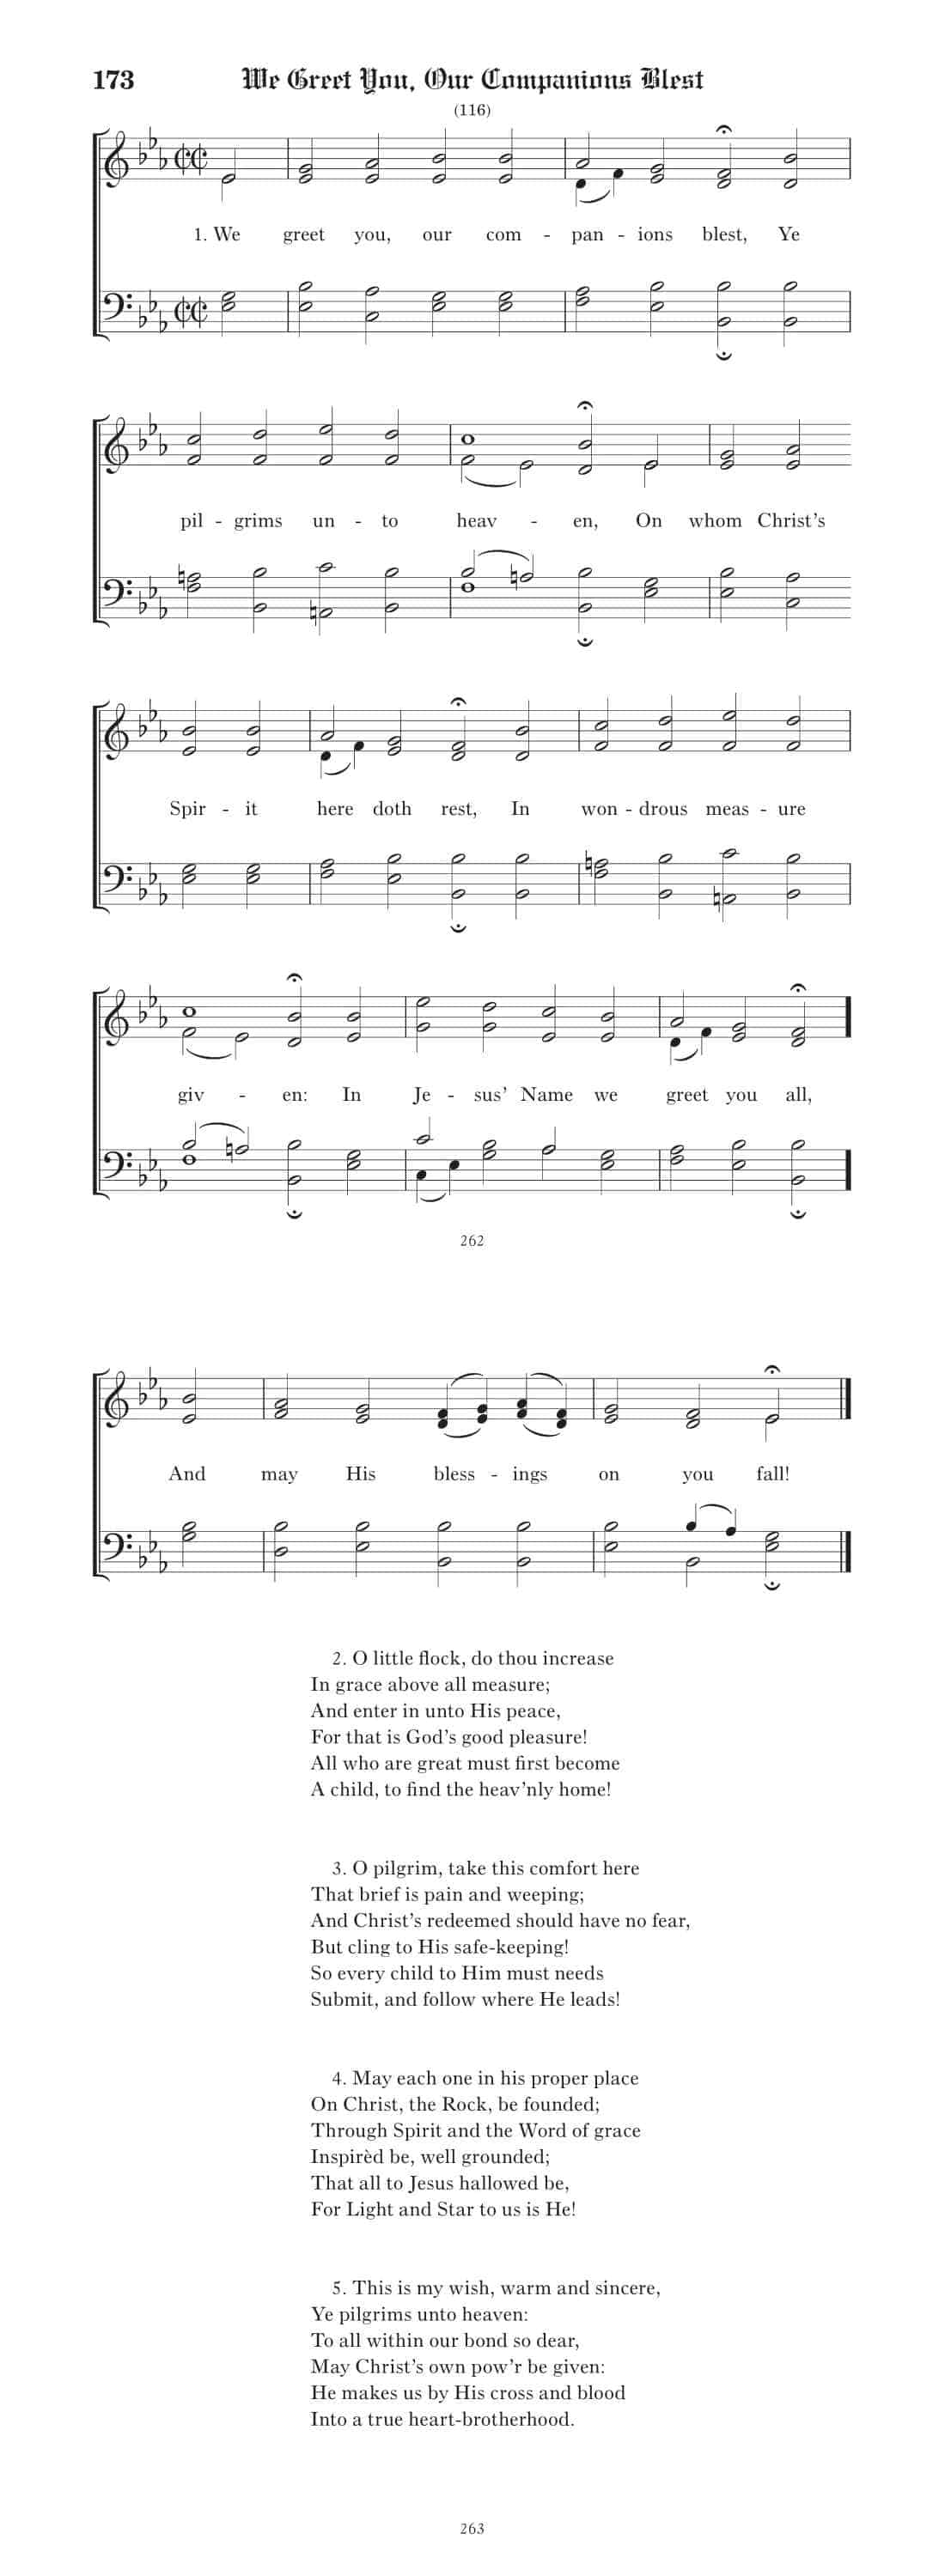 173 We Greet You, Our Companions Blest
(116)
1. We greet you, our com - pan - ions blest, Ye
pil - grims un - to heav - en, On whom Christ's
Spir - it here doth rest, In won - drous meas - ure
giv - en: In Je - sus' Name we greet you all,
262
And may His bless - ings on you fall!
2. O little flock, do thou increase
In grace above all measure;
And enter in unto His peace,
For that is God's good pleasure!
All who are great must first become
A child, to find the heav'nly home!
3. O pilgrim, take this comfort here
That brief is pain and weeping;
And Christ's redeemed should have no fear,
But cling to His safe-keeping!
So every child to Him must needs
Submit, and follow where He leads!
4. May each one in his proper place
On Christ, the Rock, be founded;
Through Spirit and the Word of grace
Inspirèd be, well grounded;
That all to Jesus hallowed be,
For Light and Star to us is He!
5. This is my wish, warm and sincere,
Ye pilgrims unto heaven:
To all within our bond so dear,
May Christ's own pow'r be given:
He makes us by His cross and blood
Into a true heart-brotherhood.
263